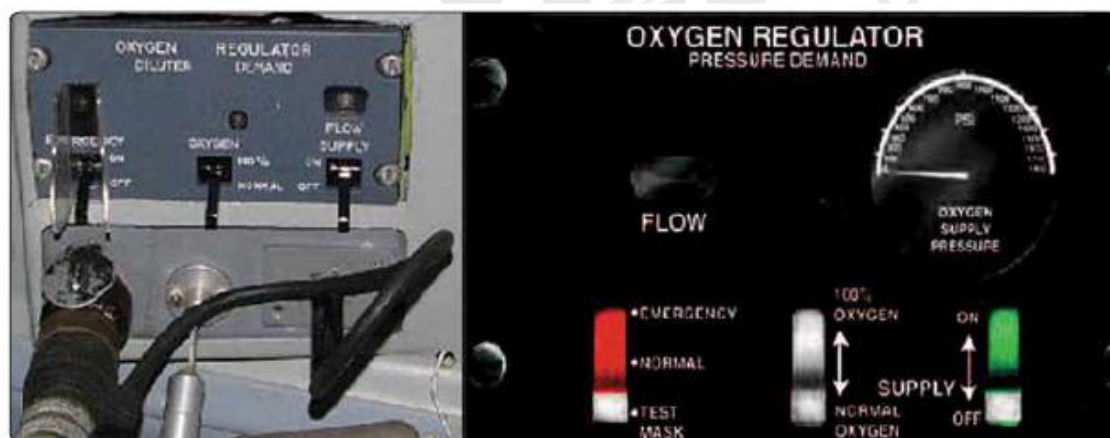 OXYGEN REGULATOR
DILUTER DEMAND
FLOW
EMERGENCY OXYGEN SUPPLY
ON 100% ON
OFF NORMAL OFF
OXYGEN REGULATOR
PRESSURE DEMAND
PSI
FLOW
OXYGEN
SUPPLY
PRESSURE
EMERGENCY
NORMAL
TEST
MASK
100%
OXYGEN
NORMAL
OXYGEN
ON
SUPPLY
OFF